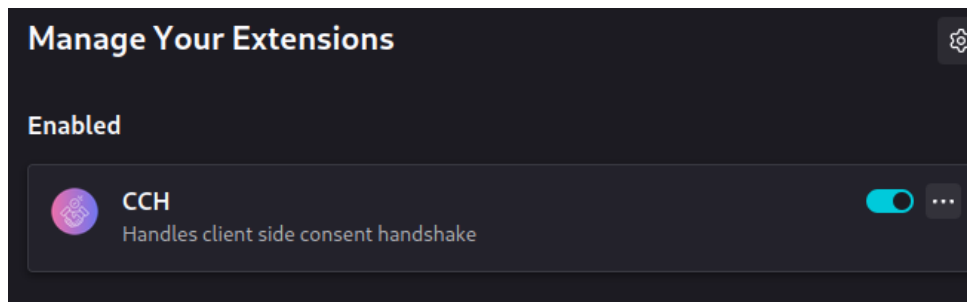 Manage Your Extensions
Enabled
CCH
Handles client side consent handshake